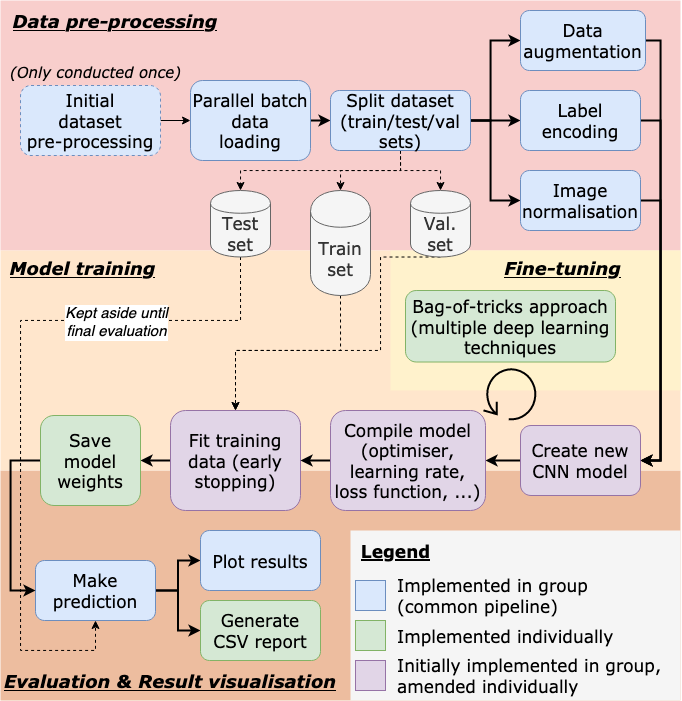 Data pre-processing
(Only conducted once)
Initial
dataset
pre-processing
Parallel batch
data
loading
Split dataset
(train/test/val
sets)
Data
augmentation
Label
encoding
Image
normalisation
Test
set
Train
set
Val.
set
Model training
Fine-tuning
Kept aside until
final evaluation
Bag-of-tricks approach
(multiple deep learning
techniques
Save
model
weights
Fit training
data (early
stopping)
Compile model
(optimiser,
learning rate,
loss function, ...)
Create new
CNN model
Make
prediction
Plot results
Generate
CSV report
Evaluation & Result visualisation
Legend
Implemented in group
(common pipeline)
Implemented individually
Initially implemented in group,
amended individually